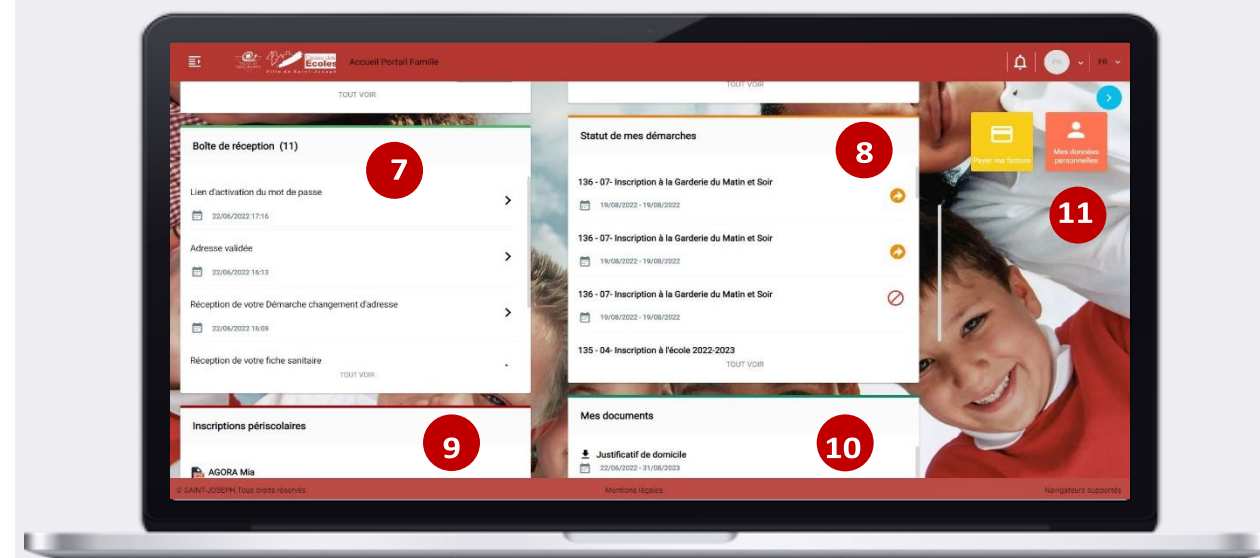 Caisse des
Écoles
Ville de Saint-Joseph
Accueil Portail Famille
PA
FR
TOUT VOIR
TOUT VOIR
Boîte de réception (11)
7
Lien d'activation du mot de passe
22/06/2022 17:16
Adresse validée
22/06/2022 16:13
Réception de votre Démarche changement d'adresse
22/06/2022 16:09
Réception de votre fiche sanitaire
TOUT VOIR
Statut de mes démarches
8
136 - 07- Inscription à la Garderie du Matin et Soir
19/08/2022 - 19/08/2022
136 - 07- Inscription à la Garderie du Matin et Soir
19/08/2022 - 19/08/2022
136 - 07- Inscription à la Garderie du Matin et Soir
19/08/2022 - 19/08/2022
135 - 04- Inscription à l'école 2022-2023
TOUT VOIR
Payer ma facture
Mes données
personnelles
11
Inscriptions périscolaires
9
AGORA Mia
Mes documents
10
Justificatif de domicile
22/06/2022 - 31/08/2023
© SAINT-JOSEPH.Tous droits réservés.
Mentions légales
Navigateurs supportés